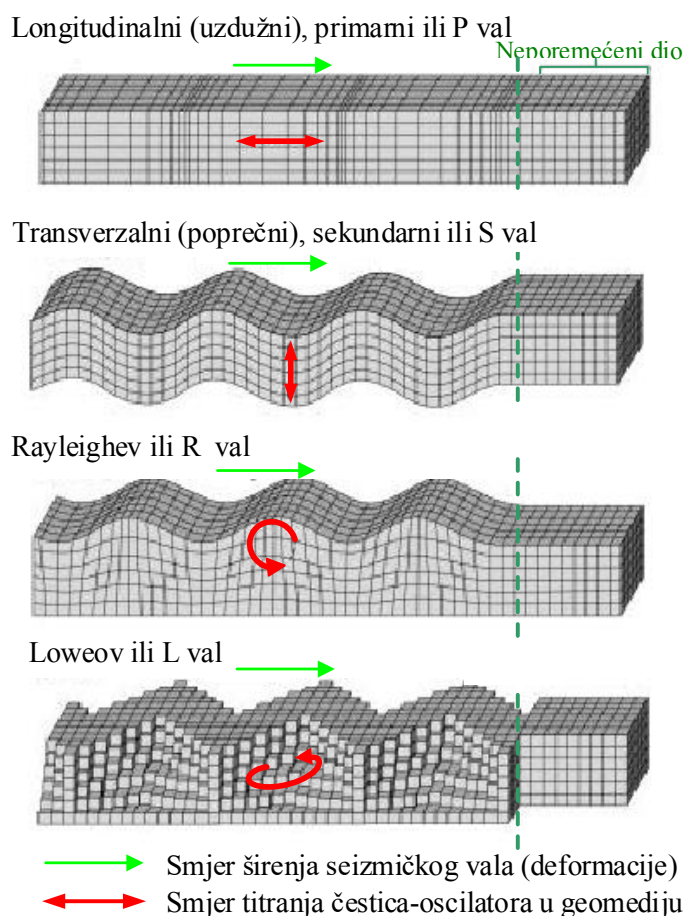 Longitudinalni (uzdužni), primarni ili P val
Neporemećeni dio
Transverzalni (poprečni), sekundarni ili S val
Rayleighev ili R val
Loweov ili L val
Smjer širenja seizmičkog vala (deformacije)
Smjer titranja čestica-oscilatora u geomediju